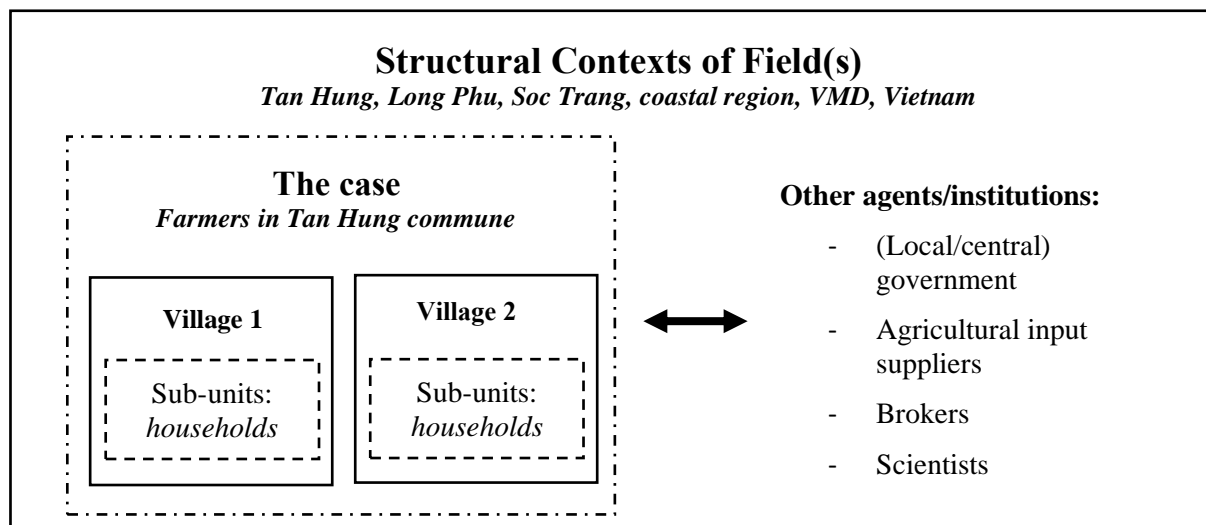 Structural Contexts of Field(s)
Tan Hung, Long Phu, Soc Trang, coastal region, VMD, Vietnam
The case
Farmers in Tan Hung commune
Village 1
Sub-units:
households
Village 2
Sub-units:
households
Other agents/institutions:
- (Local/central)
government
- Agricultural input
suppliers
- Brokers
- Scientists